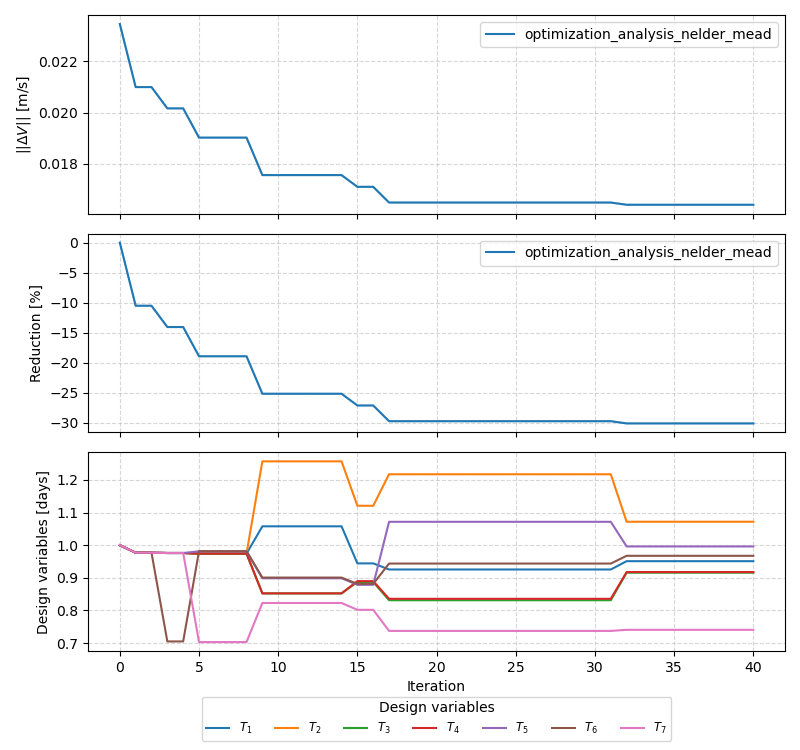 optimization_analysis_nelder_mead
||ΔV|| [m/s]
0.022
0.020
0.018
optimization_analysis_nelder_mead
Reduction [%]
0
−5
−10
−15
−20
−25
−30
Design variables [days]
1.2
1.1
1.0
0.9
0.8
0.7
0 5 10 15 20 25 30 35 40
Iteration
Design variables
T₁ T₂ T₃ T₄ T₅ T₆ T₇